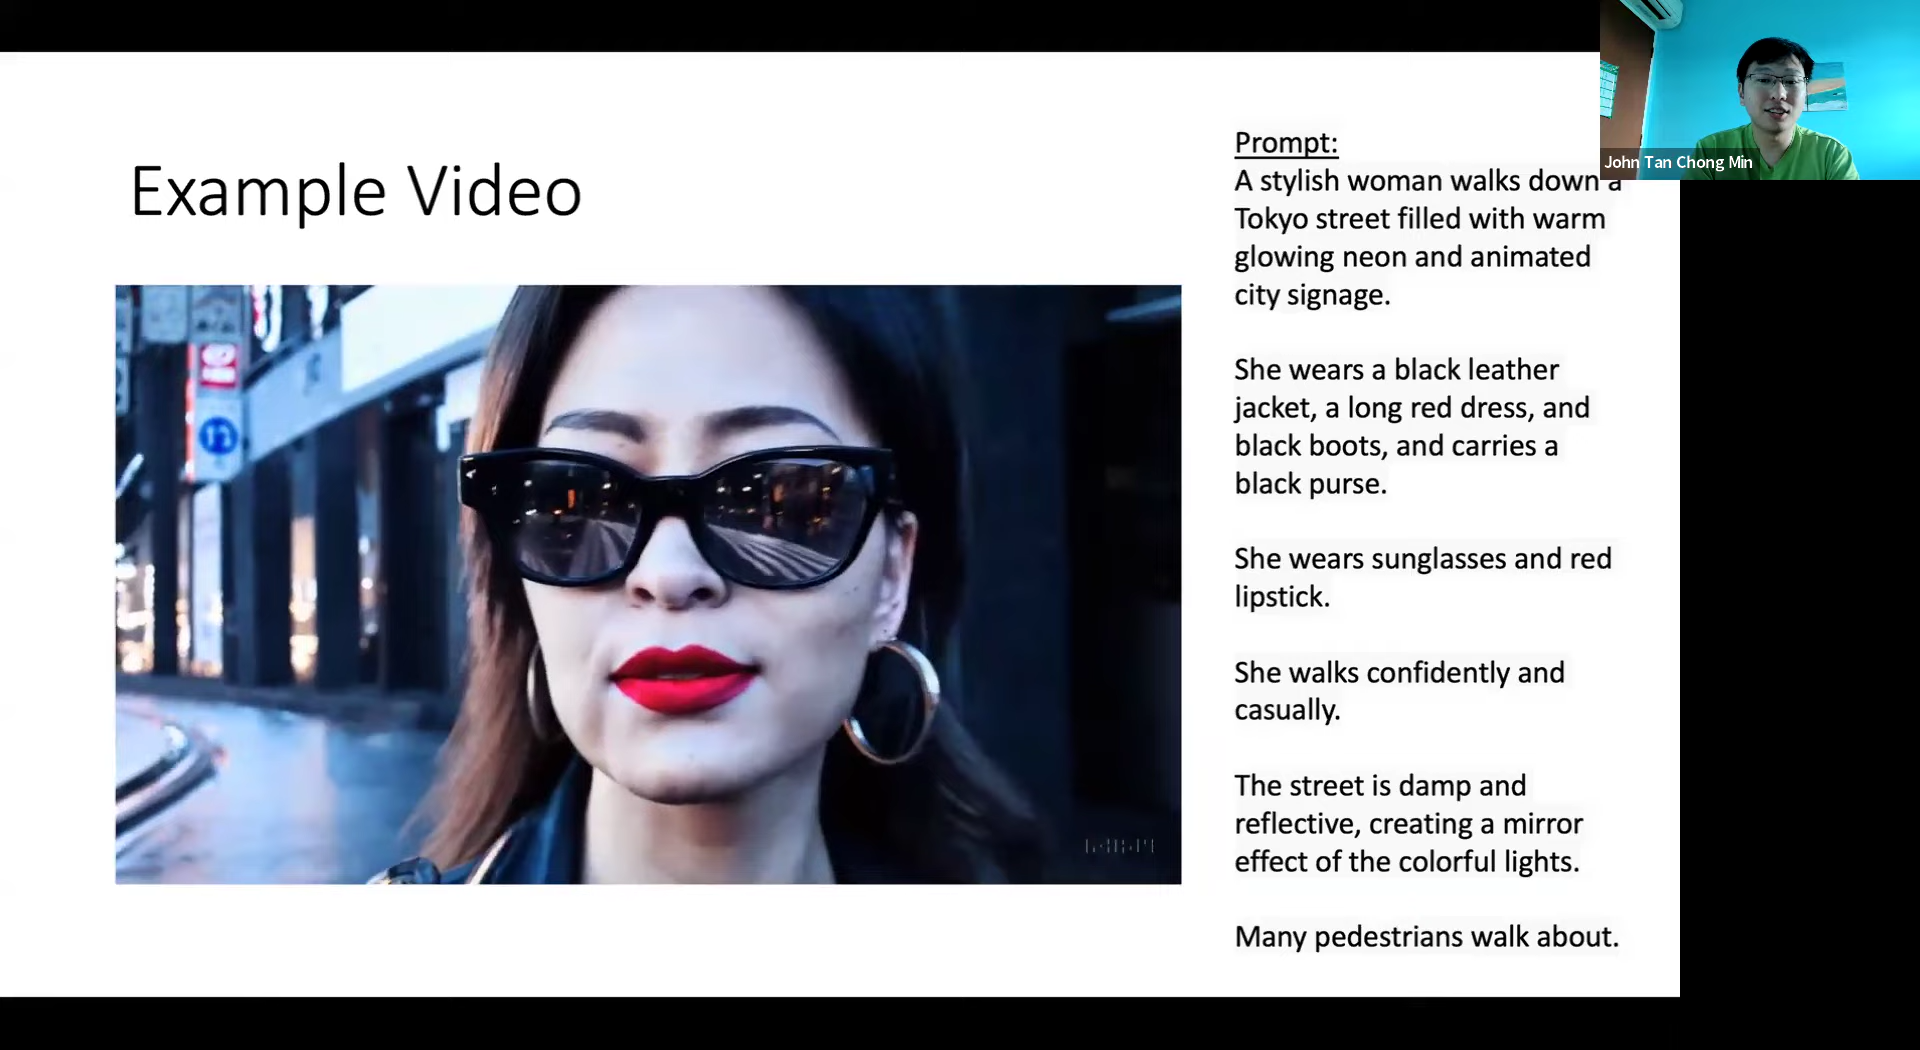 Example Video
Prompt:
A stylish woman walks down a
Tokyo street filled with warm
glowing neon and animated
city signage.
She wears a black leather
jacket, a long red dress, and
black boots, and carries a
black purse.
She wears sunglasses and red
lipstick.
She walks confidently and
casually.
The street is damp and
reflective, creating a mirror
effect of the colorful lights.
Many pedestrians walk about.
John Tan Chong Min